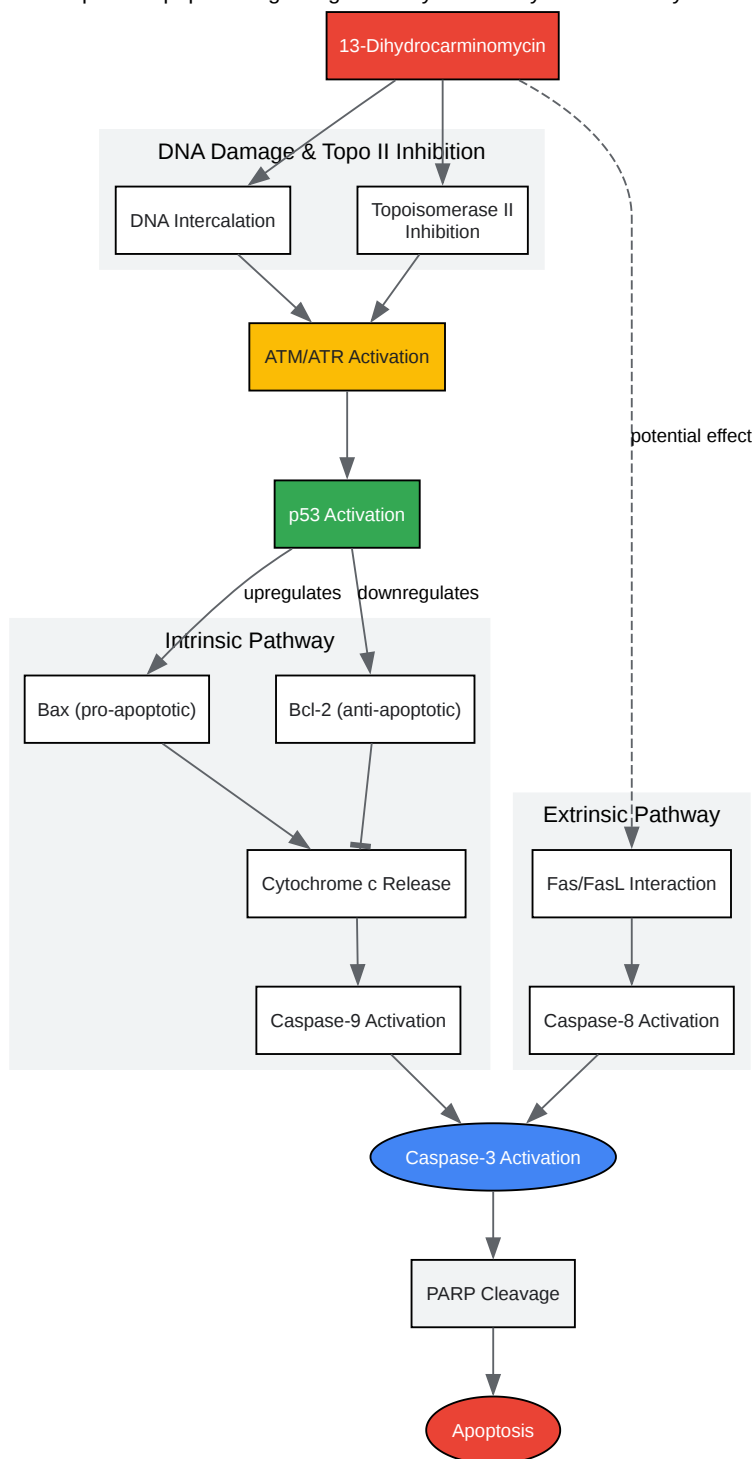 13-Dihydrocarminomycin
DNA Damage & Topo II Inhibition
DNA Intercalation
Topoisomerase II
Inhibition
ATM/ATR Activation
potential effect
p53 Activation
upregulates
downregulates
Intrinsic Pathway
Bax (pro-apoptotic)
Bcl-2 (anti-apoptotic)
Extrinsic Pathway
Cytochrome c Release
Fas/FasL Interaction
Caspase-9 Activation
Caspase-8 Activation
Caspase-3 Activation
PARP Cleavage
Apoptosis